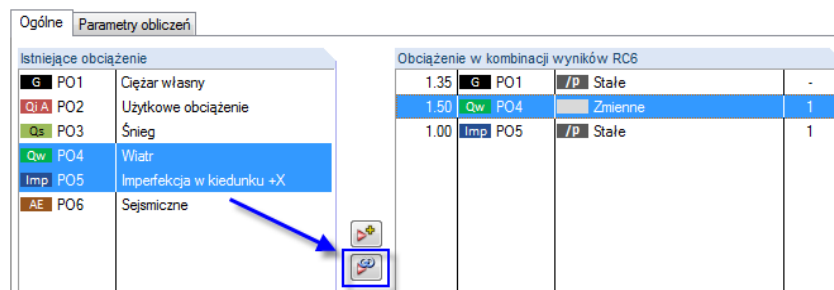 Ogólne Parametry obliczeń
Istniejące obciążenie
G PO1 Ciężar własny
Qi A PO2 Użytkowe obciążenie
Qs PO3 Śnieg
Qw PO4 Wiatr
Imp PO5 Imperfekcja w kiedunku +X
AE PO6 Sejsmiczne
Obciążenie w kombinacji wyników RC6
1.35 G PO1 /p Stałe -
1.50 Qw PO4 Zmienne 1
1.00 Imp PO5 /p Stałe 1